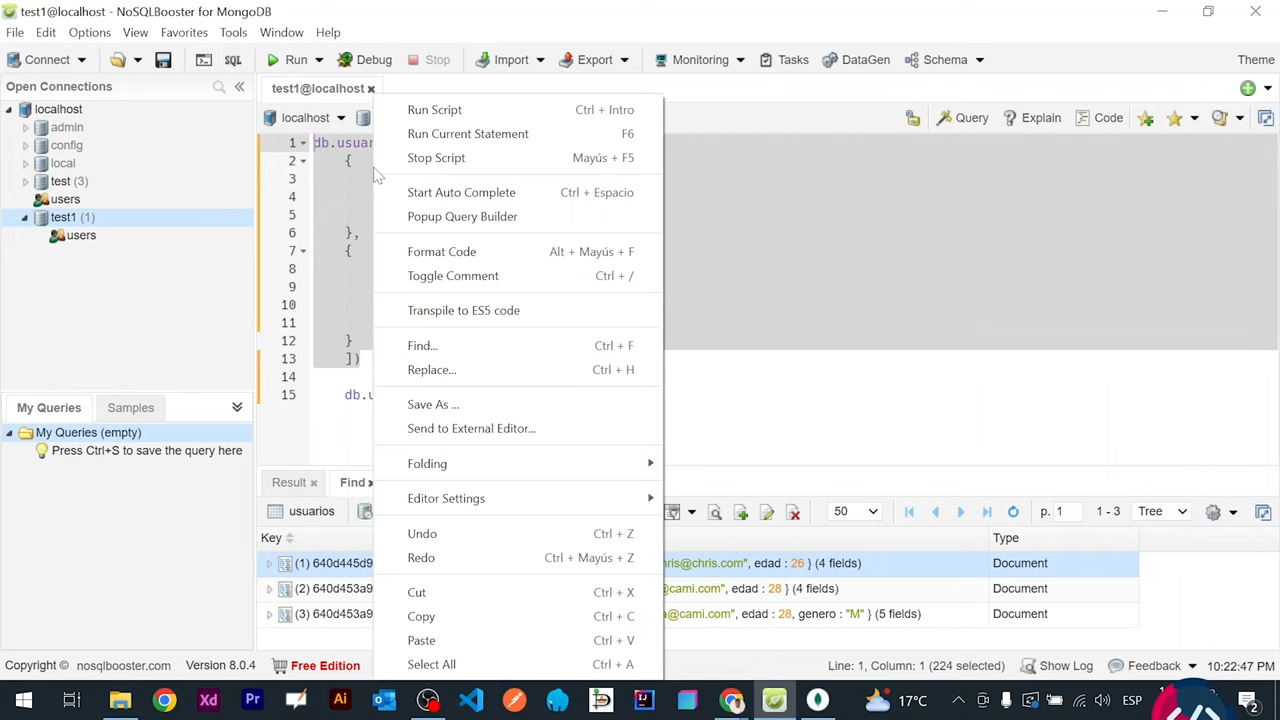 test1@localhost - NoSQLBooster for MongoDB
File Edit Options View Favorites Tools Window Help
Connect SQL Run Debug Stop Import Export Monitoring Tasks DataGen Schema Theme
Open Connections
test1@localhost
localhost
localhost
Query Explain Code
admin
config
local
test (3)
users
test1 (1)
users
1 db.usuar
2 {
3
4
5
6 },
7 {
8
9
10
11
12 }
13 ])
14
15 db.u
Run Script Ctrl + Intro
Run Current Statement F6
Stop Script Mayús + F5
Start Auto Complete Ctrl + Espacio
Popup Query Builder
Format Code Alt + Mayús + F
Toggle Comment Ctrl + /
Transpile to ES5 code
Find... Ctrl + F
Replace... Ctrl + H
Save As ...
Send to External Editor...
Folding
Editor Settings
Undo Ctrl + Z
Redo Ctrl + Mayús + Z
Cut Ctrl + X
Copy Ctrl + C
Paste Ctrl + V
Select All Ctrl + A
My Queries Samples
My Queries (empty)
Press Ctrl+S to save the query here
Result Find
usuarios 50 p. 1 1 - 3 Tree
Key Type
(1) 640d445d9 hris@chris.com", edad : 26 } (4 fields) Document
(2) 640d453a9 @cami.com", edad : 28 } (4 fields) Document
(3) 640d453a9 a@cami.com", edad : 28, genero : "M" } (5 fields) Document
Copyright © nosqlbooster.com Version 8.0.4 Free Edition Line: 1, Column: 1 (224 selected) Show Log Feedback 10:22:47 PM
Xd Pr Ai 17°C ESP 2